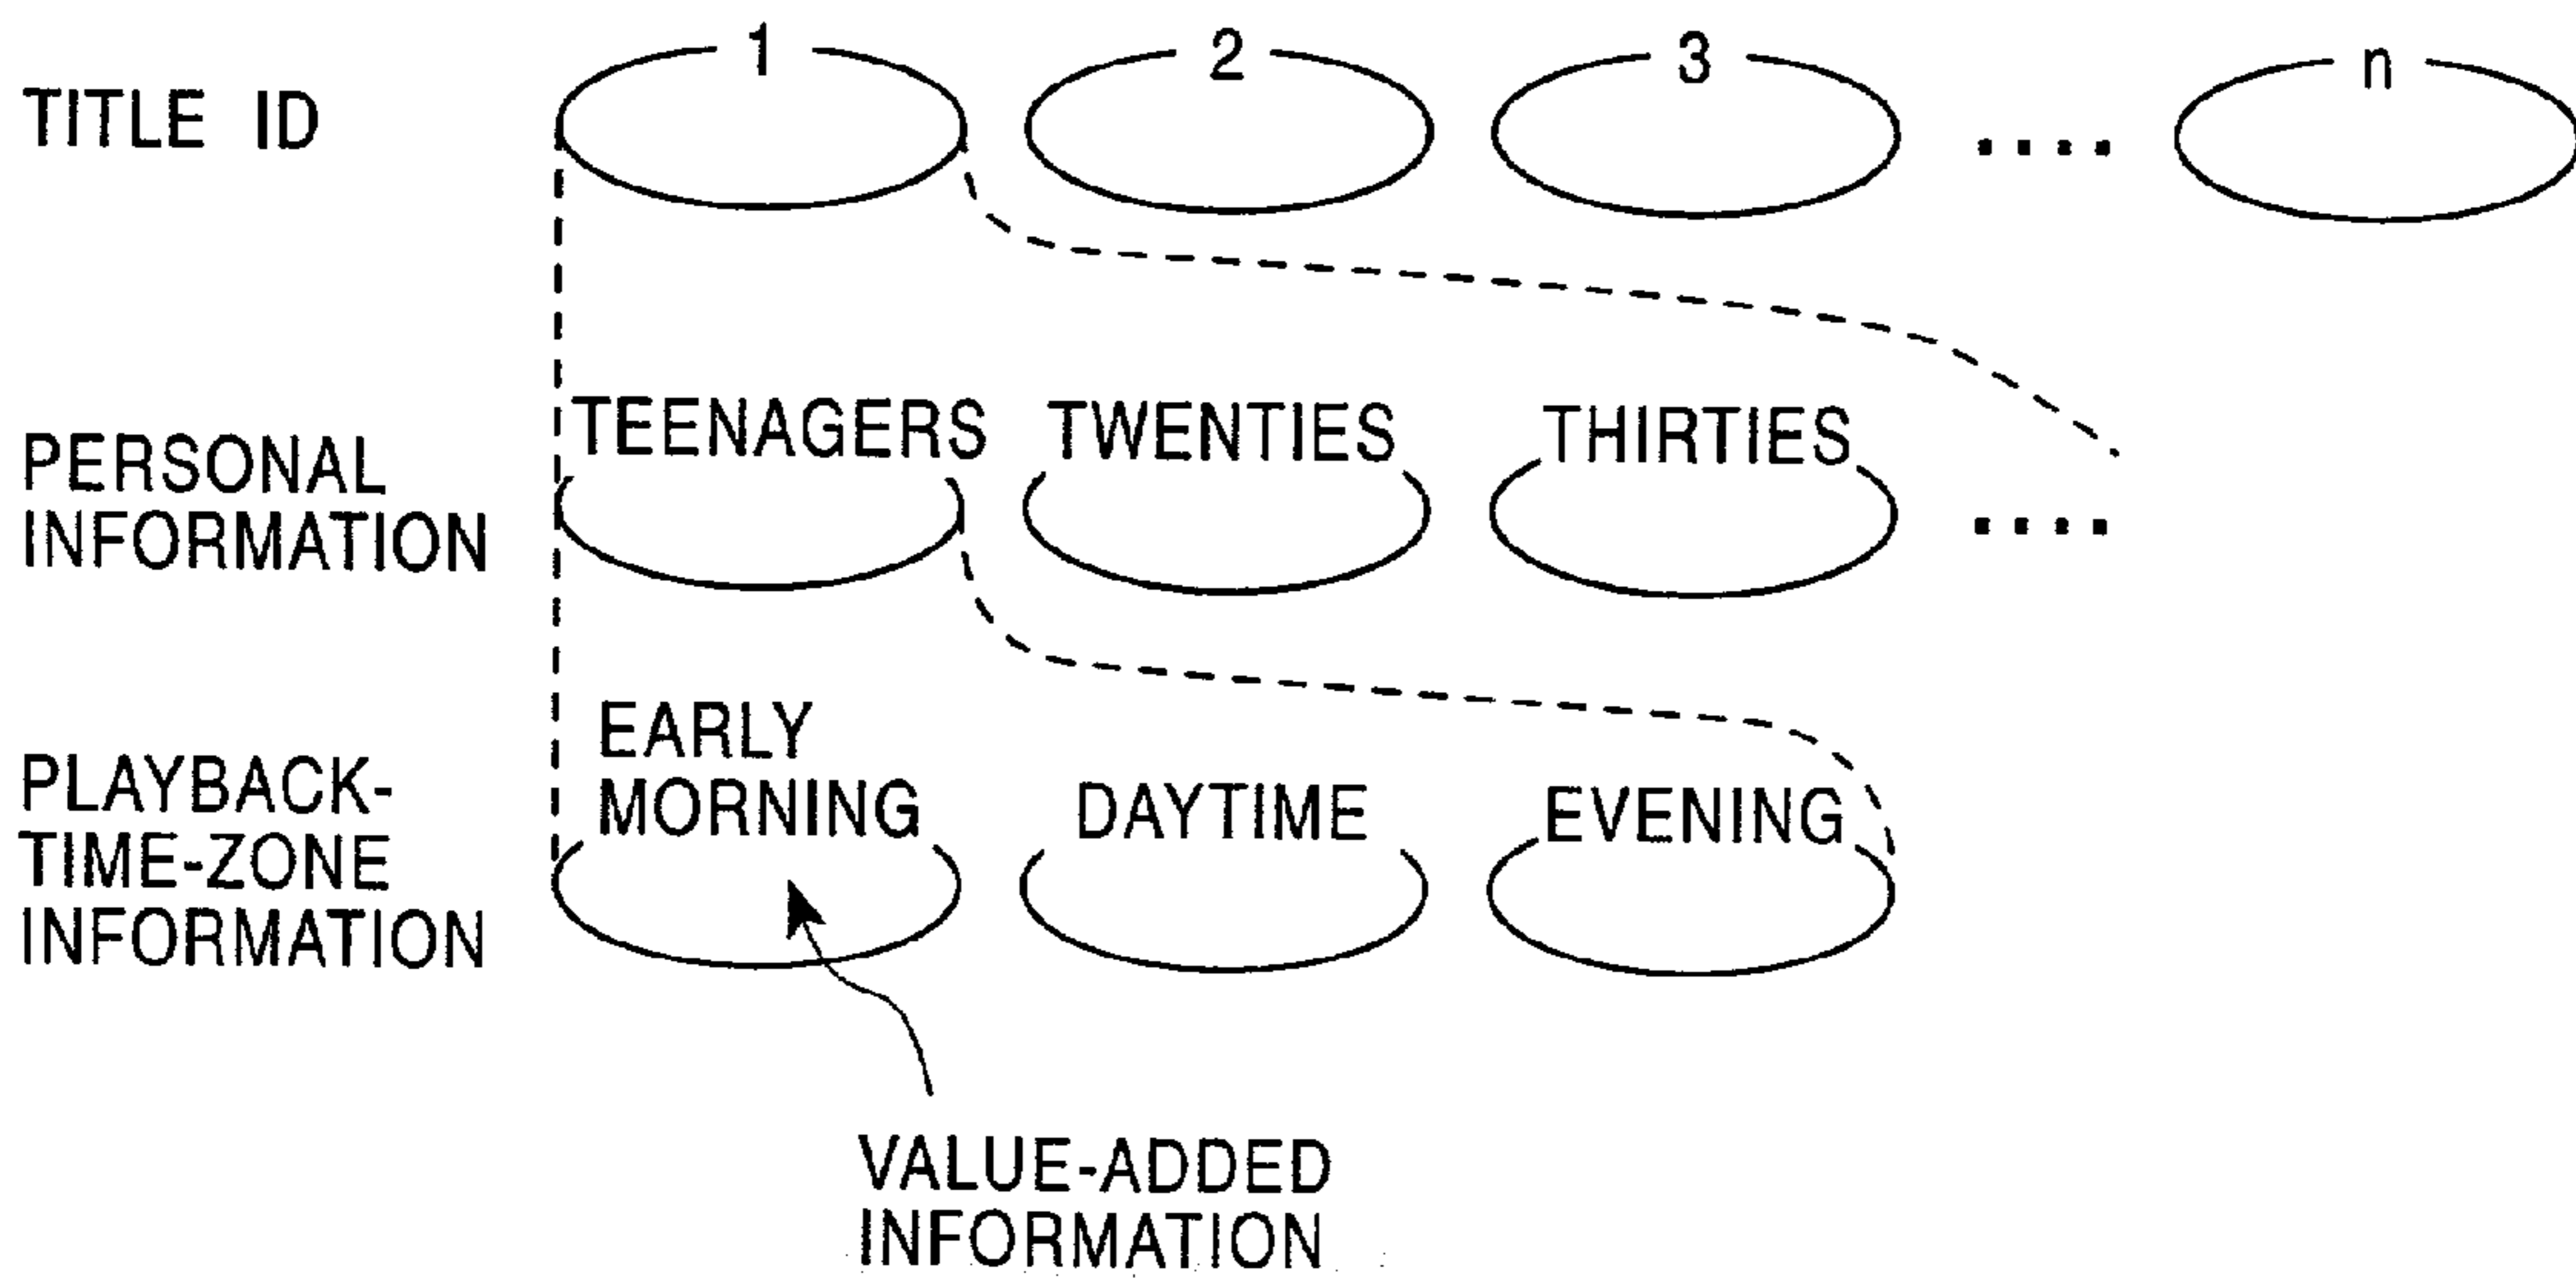 1 2 3 n
TITLE ID
TEENAGERS TWENTIES THIRTIES
PERSONAL
INFORMATION
EARLY
MORNING DAYTIME EVENING
PLAYBACK-
TIME-ZONE
INFORMATION
VALUE-ADDED
INFORMATION